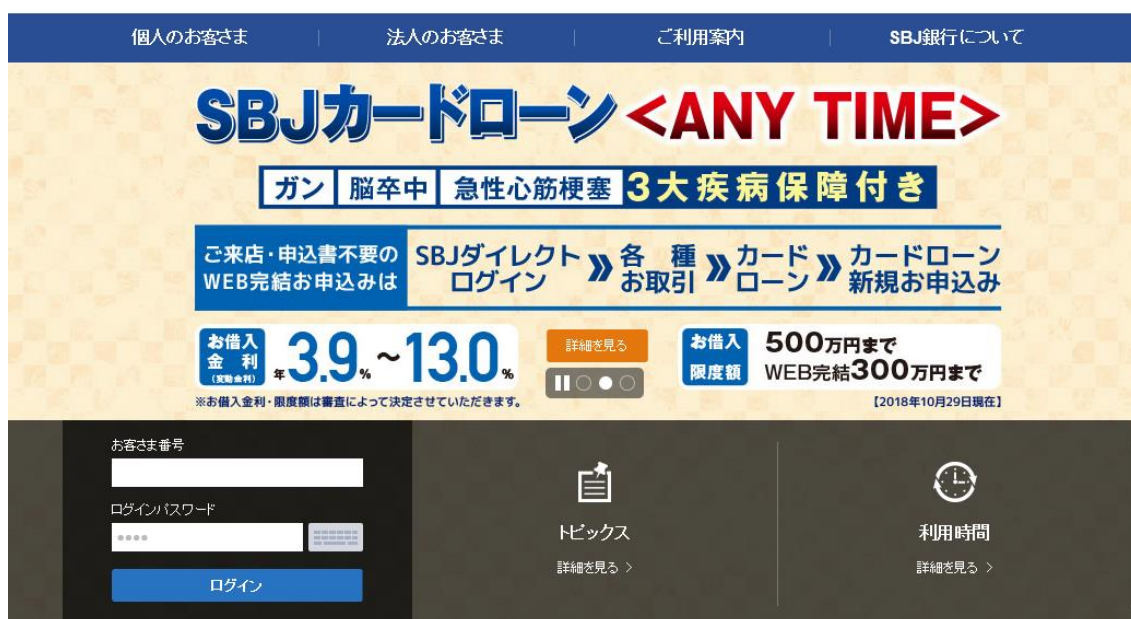 個人のお客さま
法人のお客さま
ご利用案内
SBJ銀行について
SBJカードローン<ANY TIME>
ガン 脳卒中 急性心筋梗塞 3大疾病保障付き
ご来店・申込書不要の
WEB完結お申込みは
SBJダイレクト
ログイン
各種
お取引
カード
ローン
カードローン
新規お申込み
お借入
金利
(変動金利)
年3.9%~13.0%
※お借入金利・限度額は審査によって決定させていただきます。
詳細を見る
お借入
限度額
500万円まで
WEB完結300万円まで
【2018年10月29日現在】
お客さま番号
ログインパスワード
ログイン
トピックス
詳細を見る >
利用時間
詳細を見る >